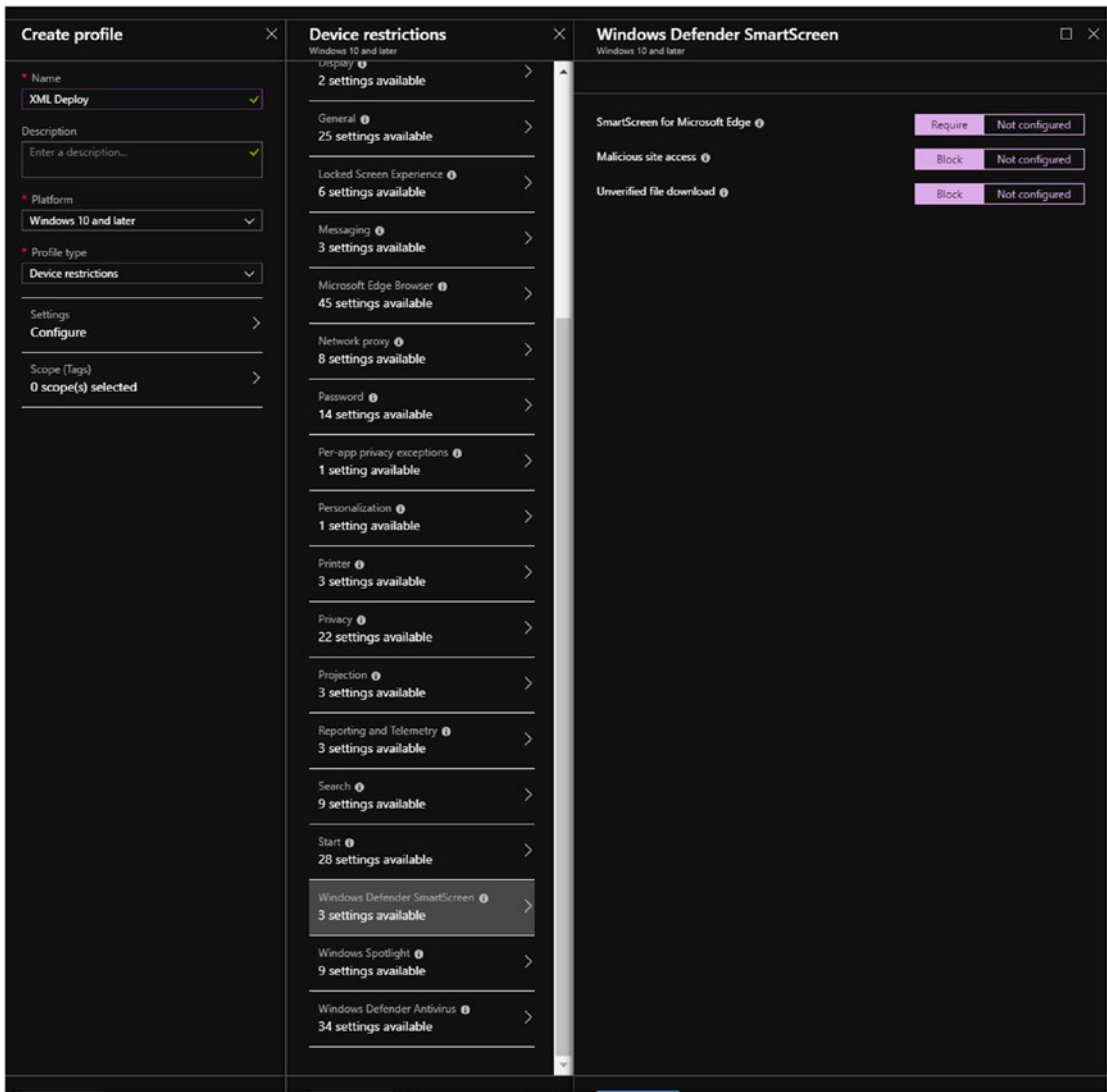 Create profile
* Name
XML Deploy
Description
Enter a description...
* Platform
Windows 10 and later
* Profile type
Device restrictions
Settings
Configure
Scope (Tags)
0 scope(s) selected
Device restrictions
Windows 10 and later
Display
2 settings available
General
25 settings available
Locked Screen Experience
6 settings available
Messaging
3 settings available
Microsoft Edge Browser
45 settings available
Network proxy
8 settings available
Password
14 settings available
Per-app privacy exceptions
1 setting available
Personalization
1 setting available
Printer
3 settings available
Privacy
22 settings available
Projection
3 settings available
Reporting and Telemetry
3 settings available
Search
9 settings available
Start
28 settings available
Windows Defender SmartScreen
3 settings available
Windows Spotlight
9 settings available
Windows Defender Antivirus
34 settings available
Windows Defender SmartScreen
Windows 10 and later
SmartScreen for Microsoft Edge Require Not configured
Malicious site access Block Not configured
Unverified file download Block Not configured